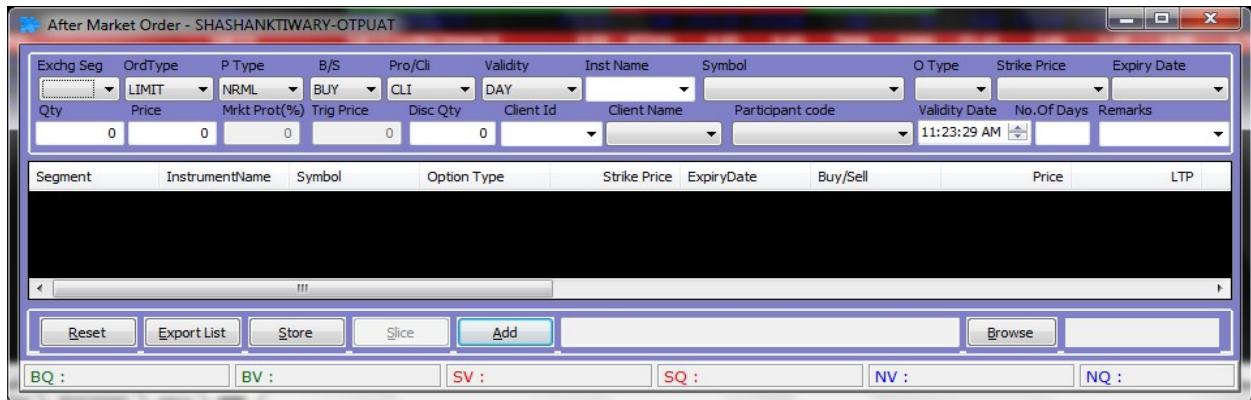 After Market Order - SHASHANKTIWARY-OTPUAT
Exchg Seg OrdType P Type B/S Pro/Cli Validity Inst Name Symbol O Type Strike Price Expiry Date
LIMIT NRML BUY CLI DAY
Qty Price Mrkt Prot(%) Trig Price Disc Qty Client Id Client Name Participant code Validity Date No.Of Days Remarks
0 0 0 0 0 11:23:29 AM
Segment InstrumentName Symbol Option Type Strike Price ExpiryDate Buy/Sell Price LTP
Reset Export List Store Slice Add Browse
BQ : BV : SV : SQ : NV : NQ :